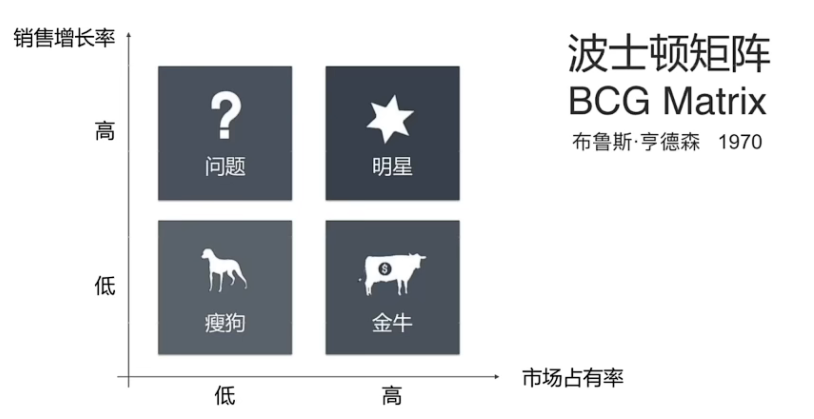 销售增长率
波士顿矩阵
BCG Matrix
布鲁斯·亨德森 1970
高
?
问题
明星
低
$
瘦狗
金牛
低
高
市场占有率